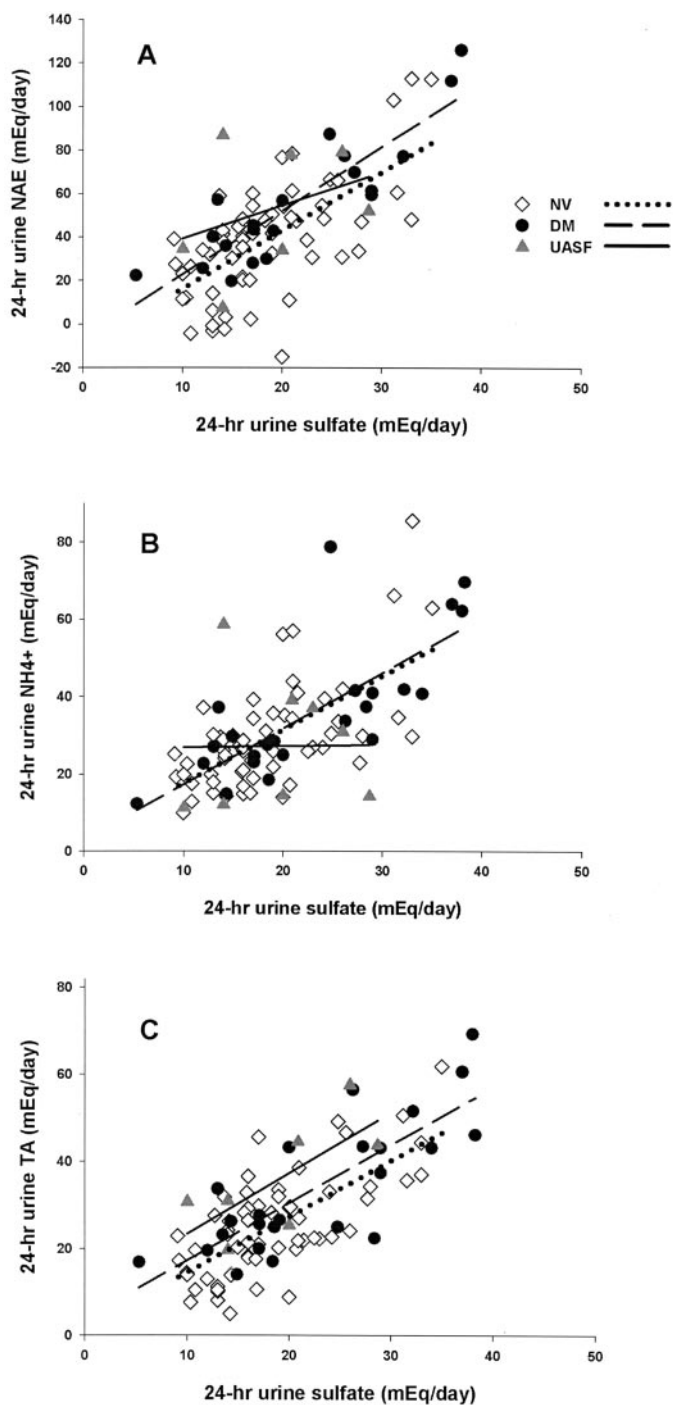 A
24-hr urine NAE (mEq/day)
140
120
100
80
60
40
20
0
-20
0 10 20 30 40 50
24-hr urine sulfate (mEq/day)
NV
DM
UASF
B
24-hr urine NH4+ (mEq/day)
80
60
40
20
0
0 10 20 30 40 50
24-hr urine sulfate (mEq/day)
C
24-hr urine TA (mEq/day)
80
60
40
20
0
0 10 20 30 40 50
24-hr urine sulfate (mEq/day)